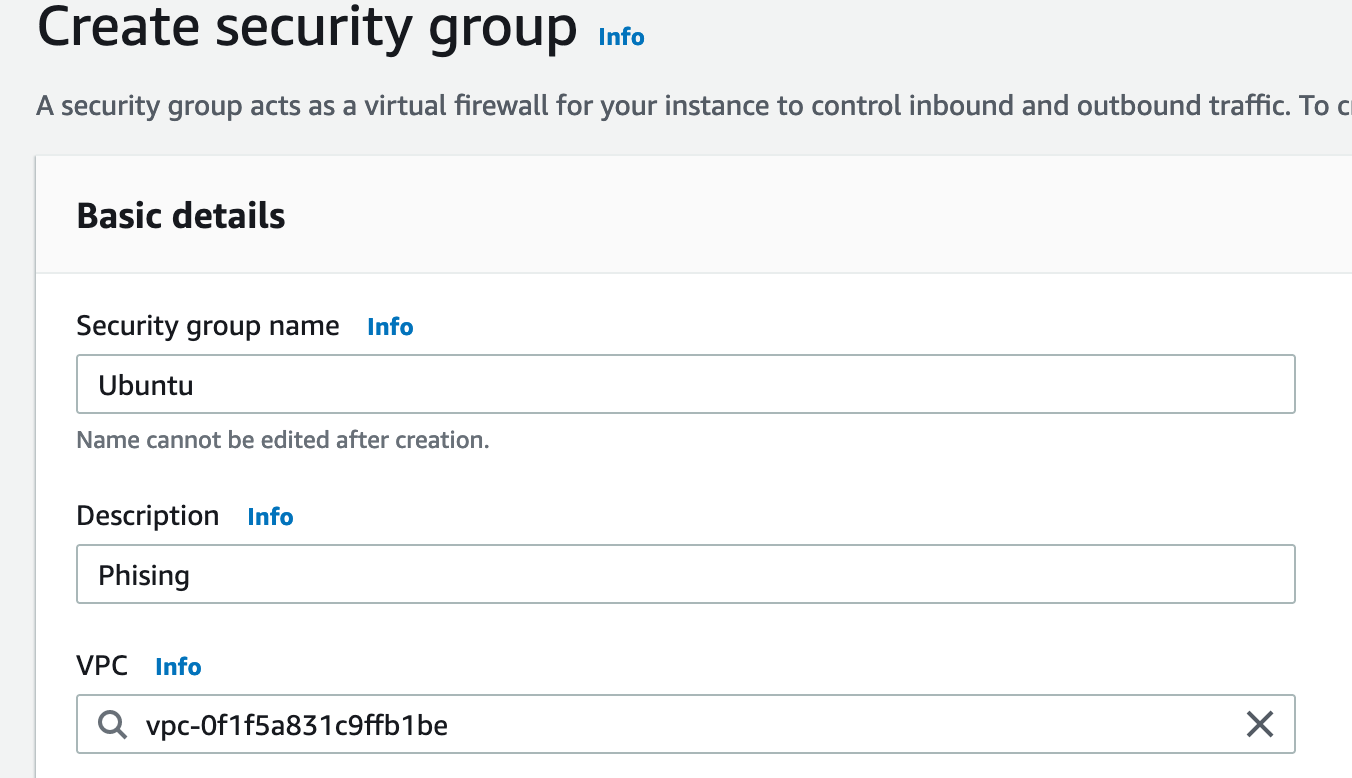 Create security group Info
A security group acts as a virtual firewall for your instance to control inbound and outbound traffic. To
Basic details
Security group name Info
Ubuntu
Name cannot be edited after creation.
Description Info
Phising
VPC Info
vpc-0f1f5a831c9ffb1be